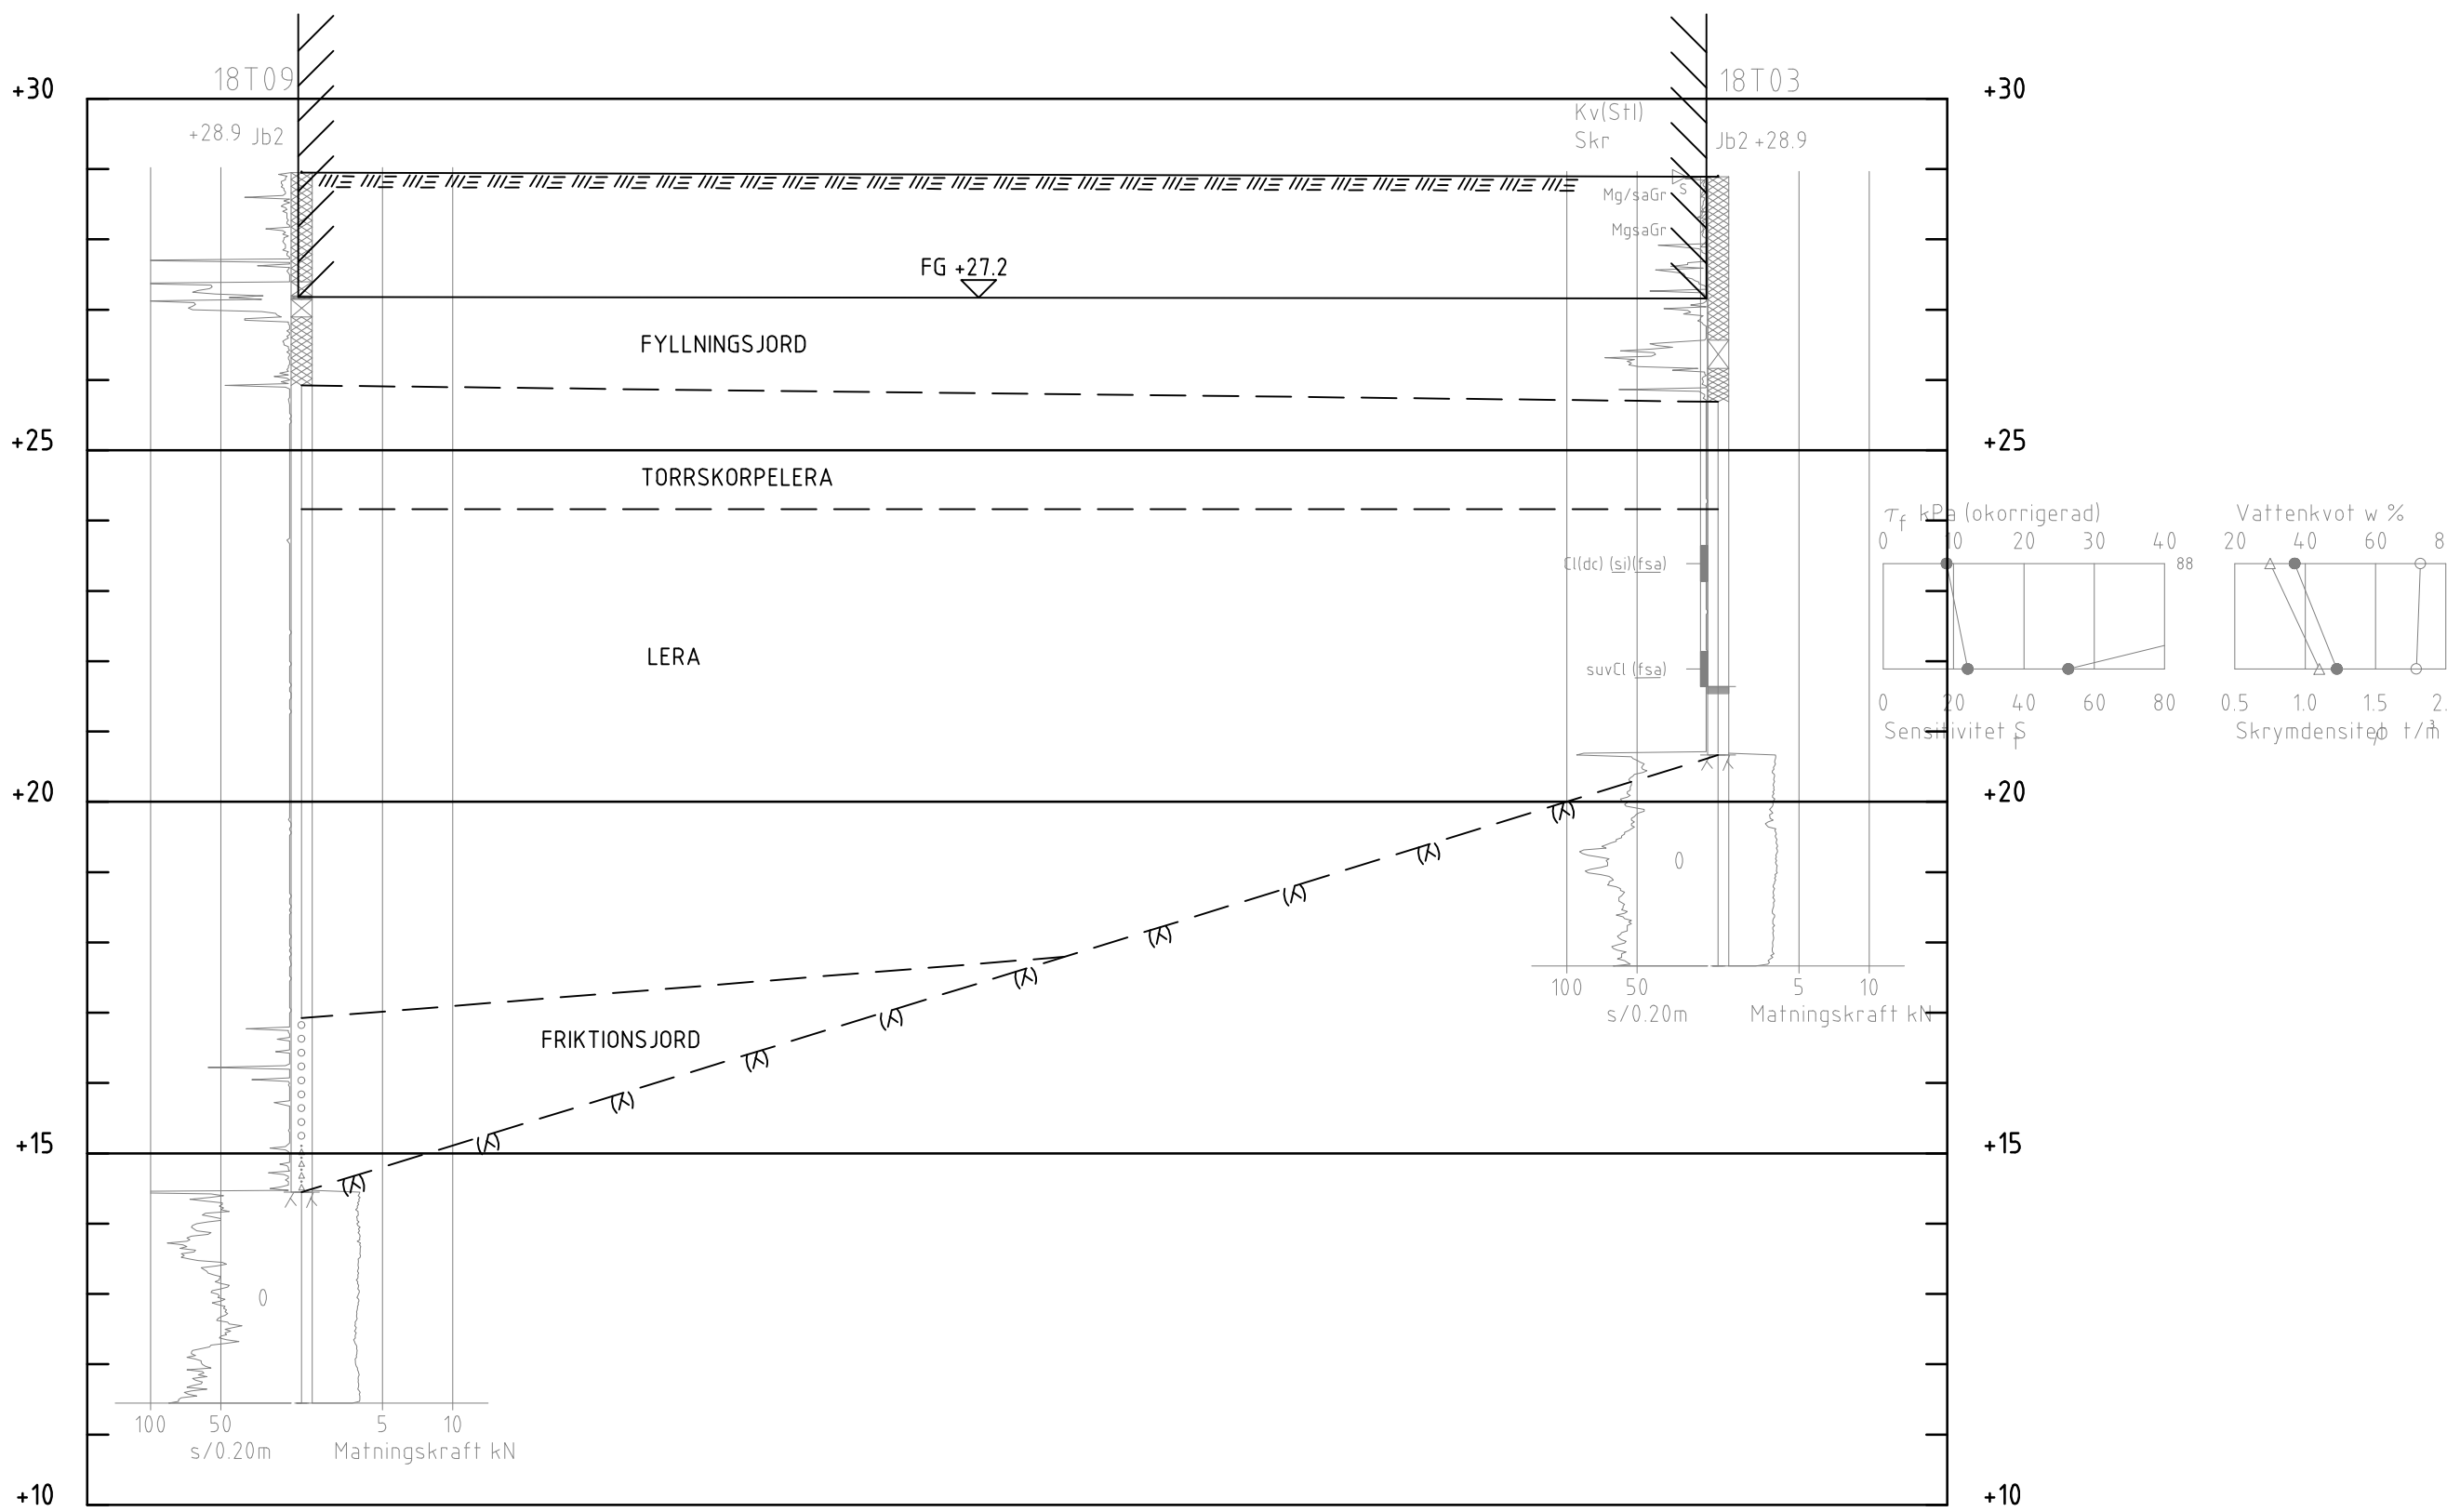 +30 18T09 18T03 +30
Kv(Stl)
+28.9 Jb2 Skr Jb2 +28.9
S
Mg/saGr
MgsaGr
FG +27.2
FYLLNINGSJORD
+25 +25
TORRSKORPELERA
τf kPa (okorrigerad) Vattenkvot w %
0 10 20 30 40 20 40 60 8
Cl(dc) (si)(fsa) 88
LERA
suvCl (fsa)
0 20 40 60 80 0.5 1.0 1.5 2.
Sensitivitet St Skrymdensitet ρ t/m³
+20 +20
(λ)
(λ)
0
(λ)
(λ)
(λ)
100 50 5 10
s/0.20m Matningskraft kN
(λ)
FRIKTIONSJORD
(λ)
(λ)
+15 (λ) +15
(λ)
0
100 50 5 10
s/0.20m Matningskraft kN
+10 +10